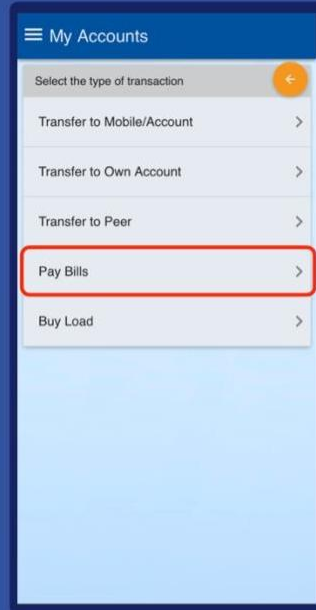 My Accounts
Select the type of transaction
Transfer to Mobile/Account
Transfer to Own Account
Transfer to Peer
Pay Bills
Buy Load